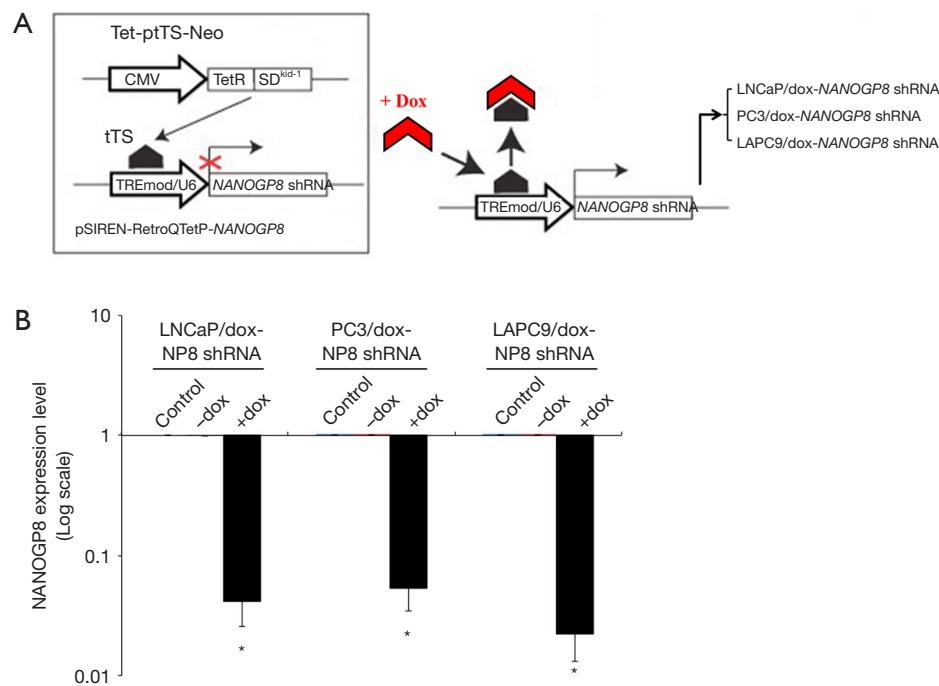 A
Tet-ptTS-Neo
CMV
TetR
SD^kid-1
tTS
TREmod/U6
NANOGP8 shRNA
pSIREN-RetroQTetP-NANOGP8
+ Dox
TREmod/U6
NANOGP8 shRNA
LNCaP/dox-NANOGP8 shRNA
PC3/dox-NANOGP8 shRNA
LAPC9/dox-NANOGP8 shRNA
B
NANOGP8 expression level
(Log scale)
10
1
0.1
0.01
LNCaP/dox-
NP8 shRNA
Control
–dox
+dox
*
PC3/dox-
NP8 shRNA
Control
–dox
+dox
*
LAPC9/dox-
NP8 shRNA
Control
–dox
+dox
*